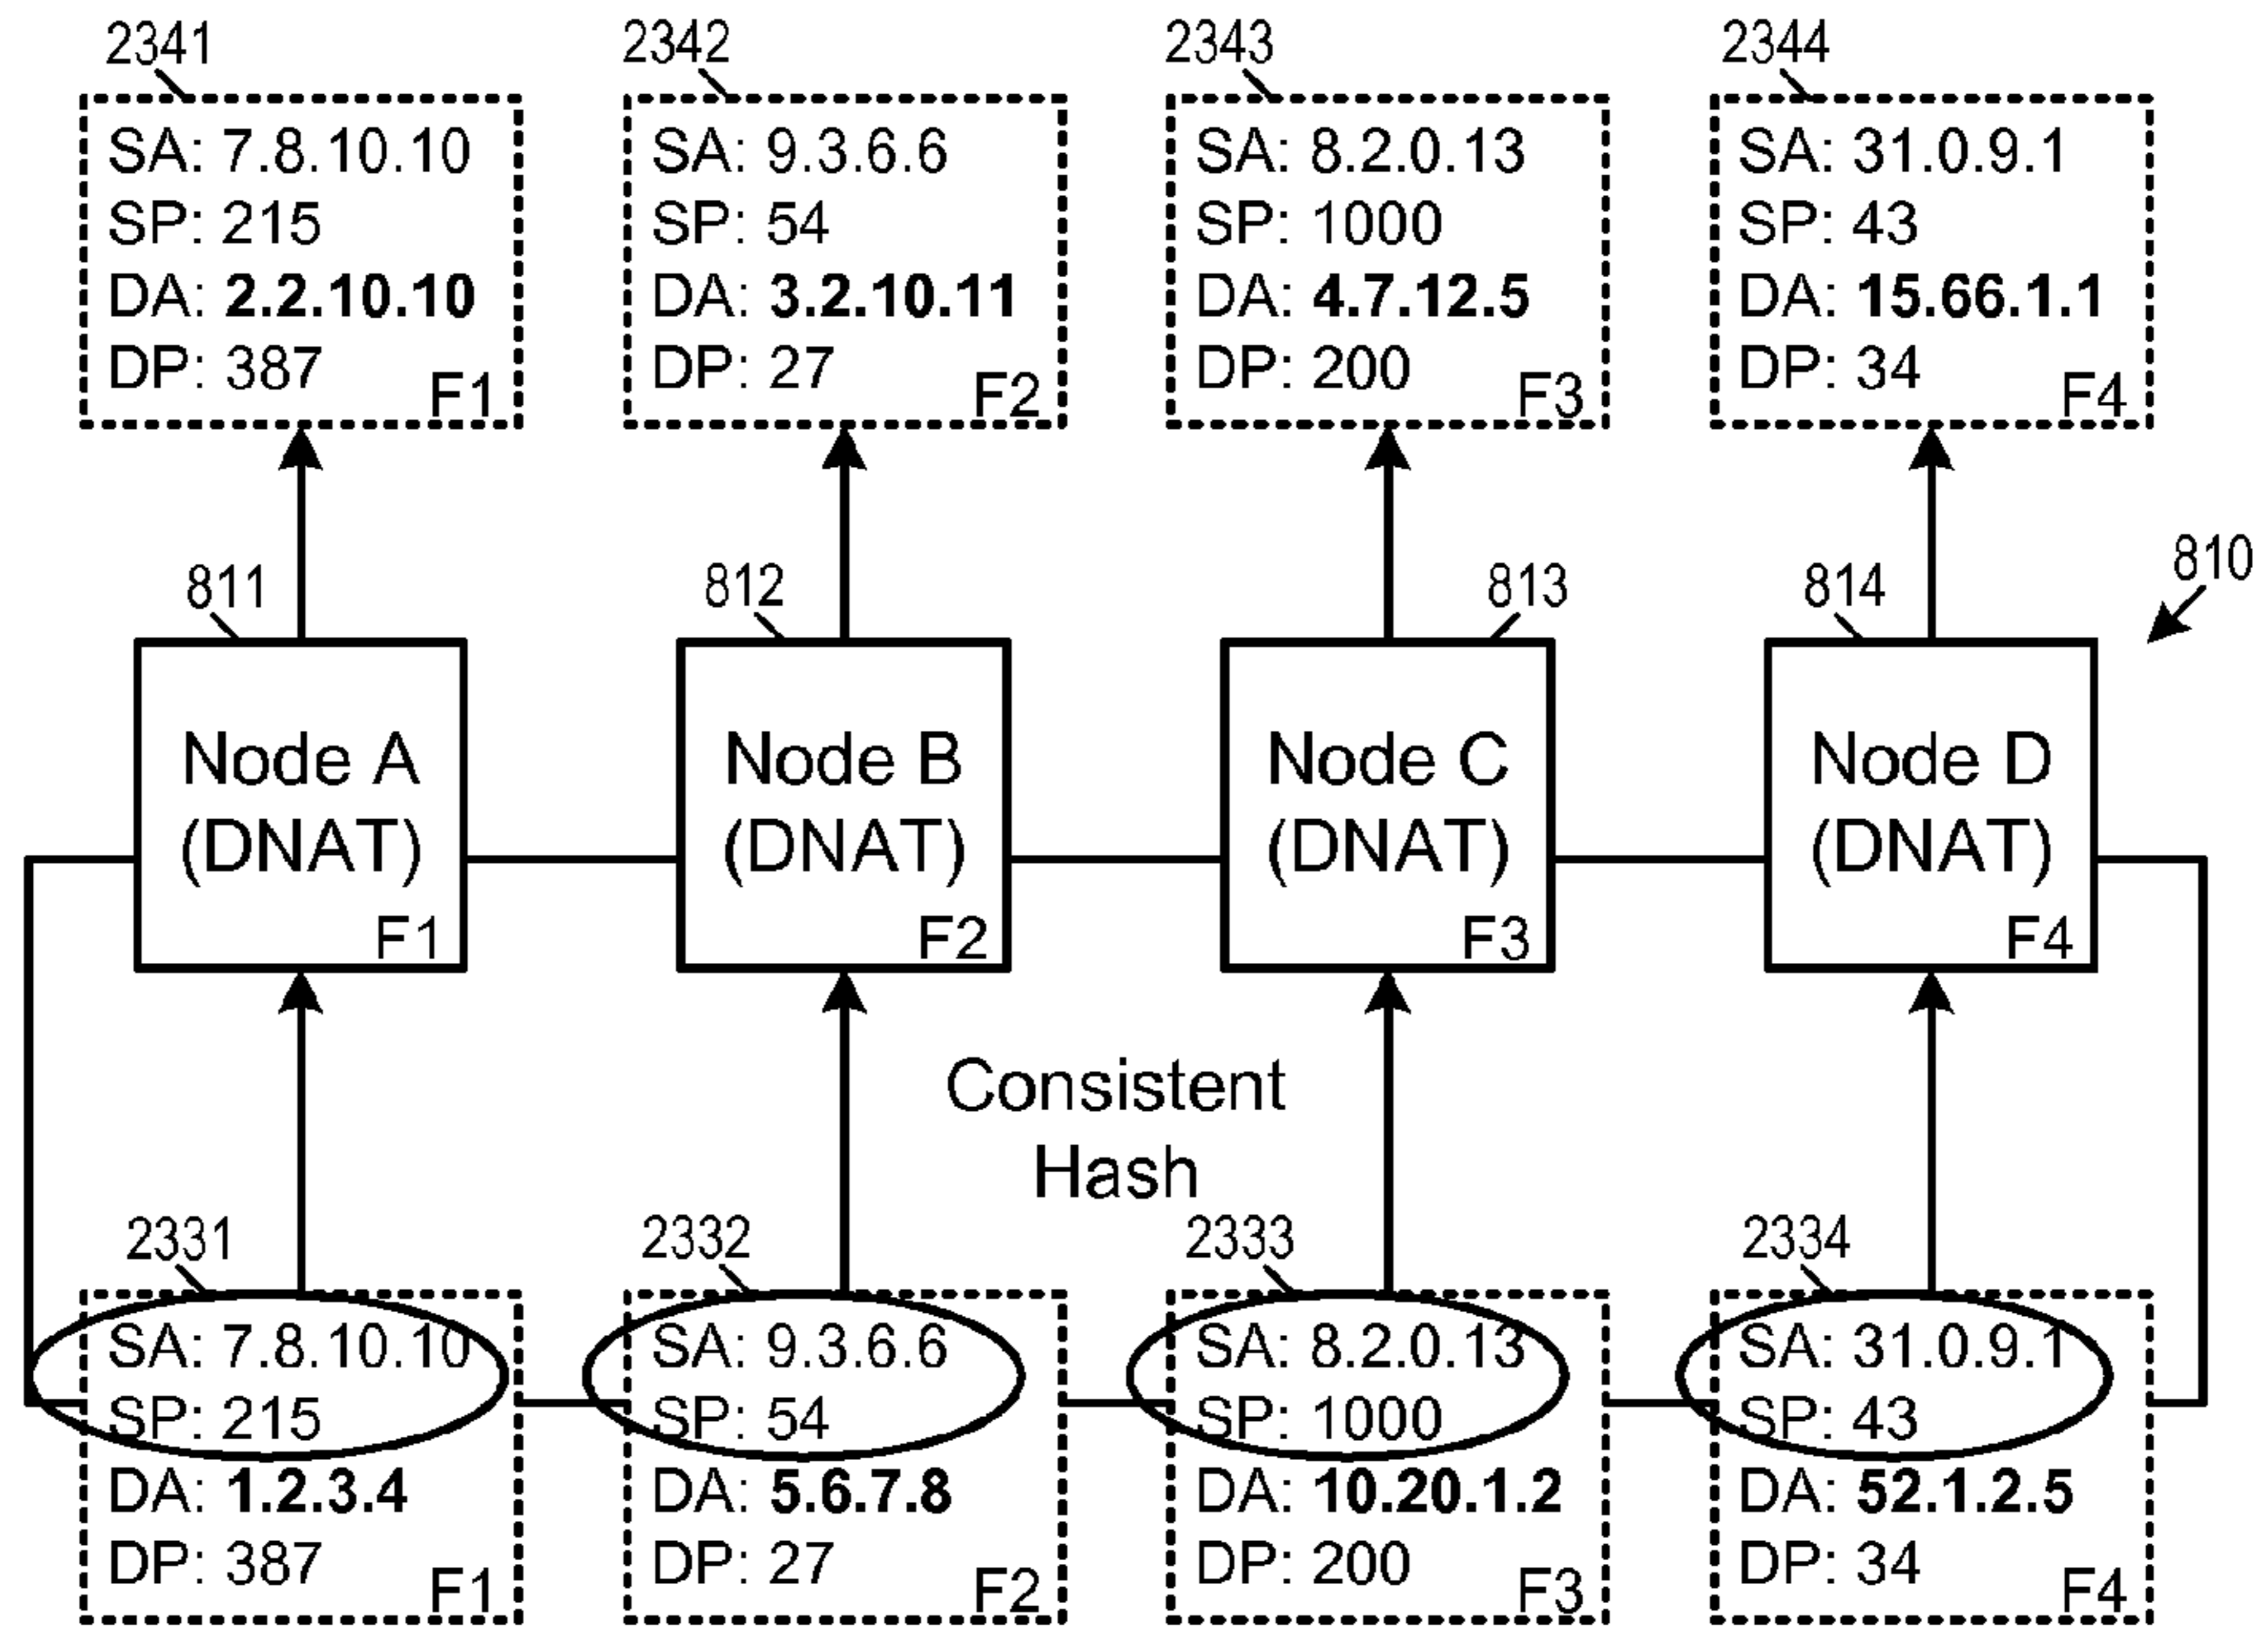 2341
2342
2343
2344
SA: 7.8.10.10
SP: 215
DA: 2.2.10.10
DP: 387
F1
SA: 9.3.6.6
SP: 54
DA: 3.2.10.11
DP: 27
F2
SA: 8.2.0.13
SP: 1000
DA: 4.7.12.5
DP: 200
F3
SA: 31.0.9.1
SP: 43
DA: 15.66.1.1
DP: 34
F4
810
811
812
813
814
Node A
(DNAT)
F1
Node B
(DNAT)
F2
Node C
(DNAT)
F3
Node D
(DNAT)
F4
Consistent
Hash
2331
2332
2333
2334
SA: 7.8.10.10
SP: 215
DA: 1.2.3.4
DP: 387
F1
SA: 9.3.6.6
SP: 54
DA: 5.6.7.8
DP: 27
F2
SA: 8.2.0.13
SP: 1000
DA: 10.20.1.2
DP: 200
F3
SA: 31.0.9.1
SP: 43
DA: 52.1.2.5
DP: 34
F4